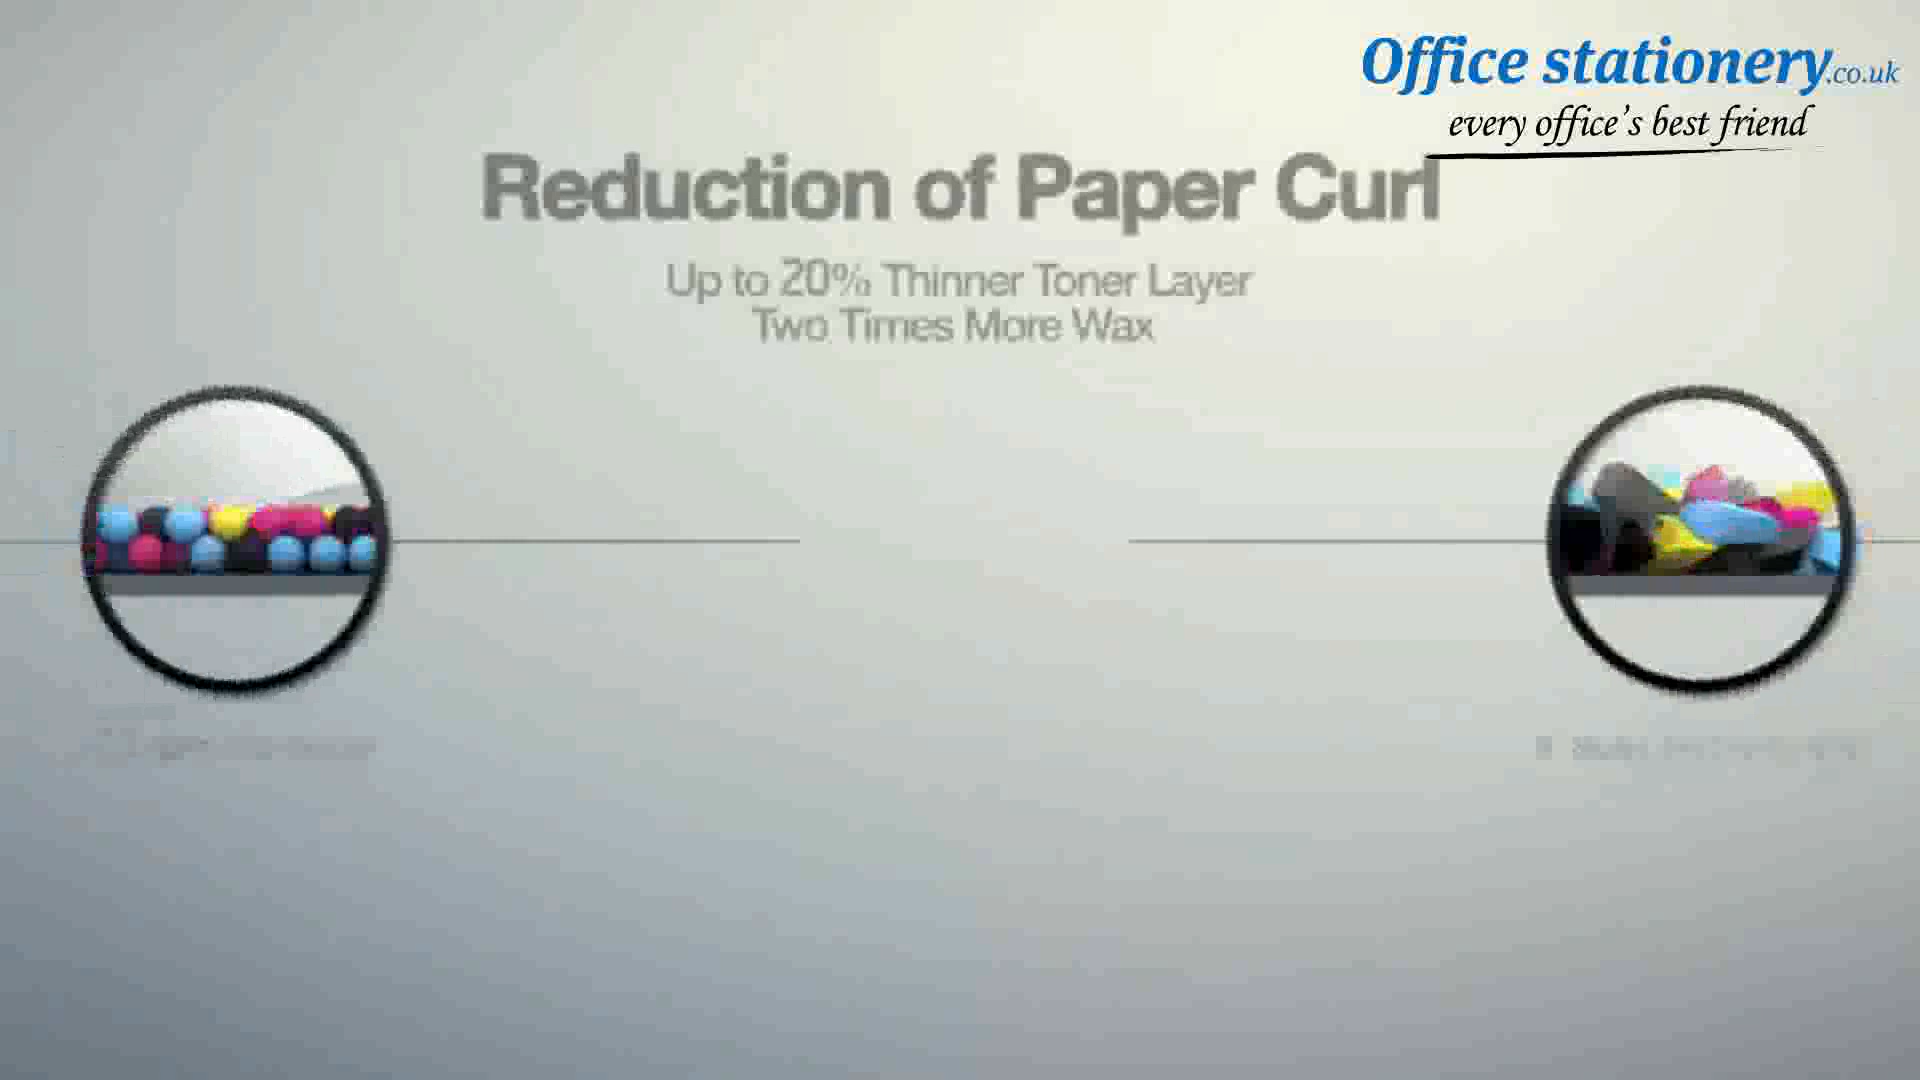 Office stationery.co.uk
every office's best friend
Reduction of Paper Curl
Up to 20% Thinner Toner Layer
Two Times More Wax